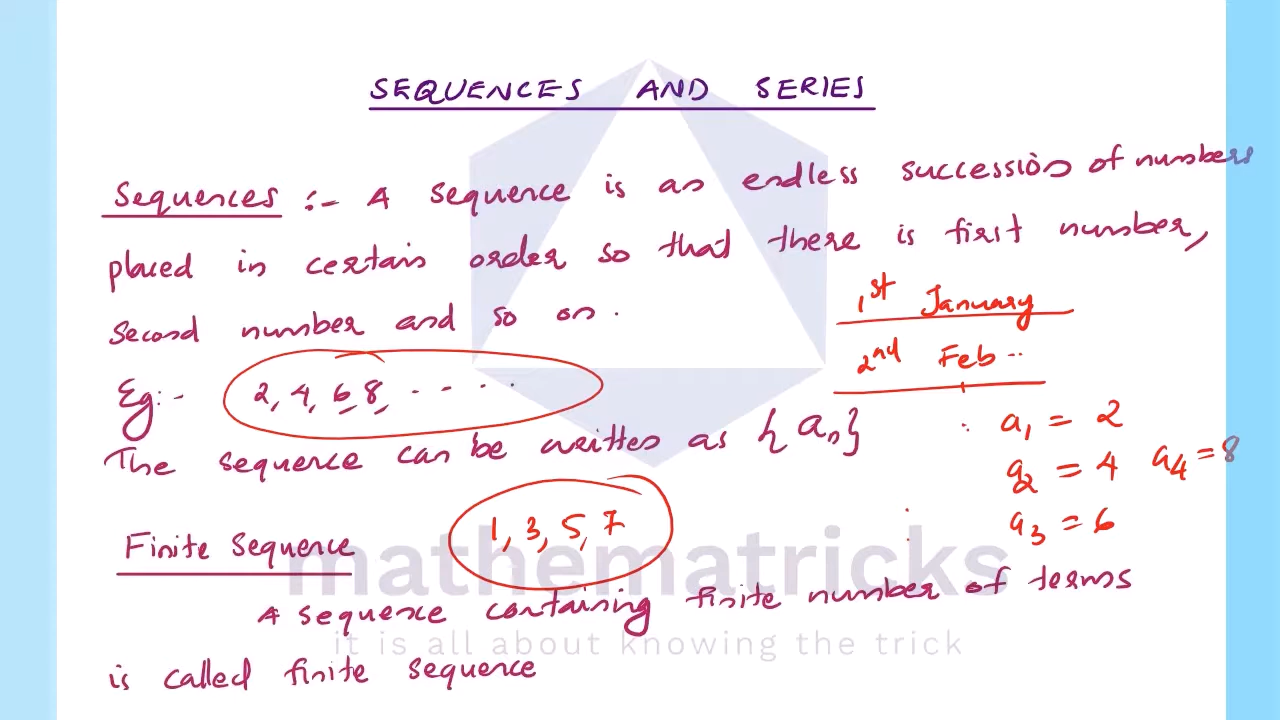 SEQUENCES AND SERIES
Sequences :- A sequence is an endless succession of numbers
placed in certain order so that there is first number,
second number and so on.
1st January
2nd Feb ..
Eg:- 2, 4, 6, 8, . - - . .
The sequence can be written as {an}
a1 = 2
a2 = 4 a4 = 8
a3 = 6
Finite Sequence 1, 3, 5, 7
mathematricks
A sequence containing finite number of terms
it is all about knowing the trick
is called finite sequence